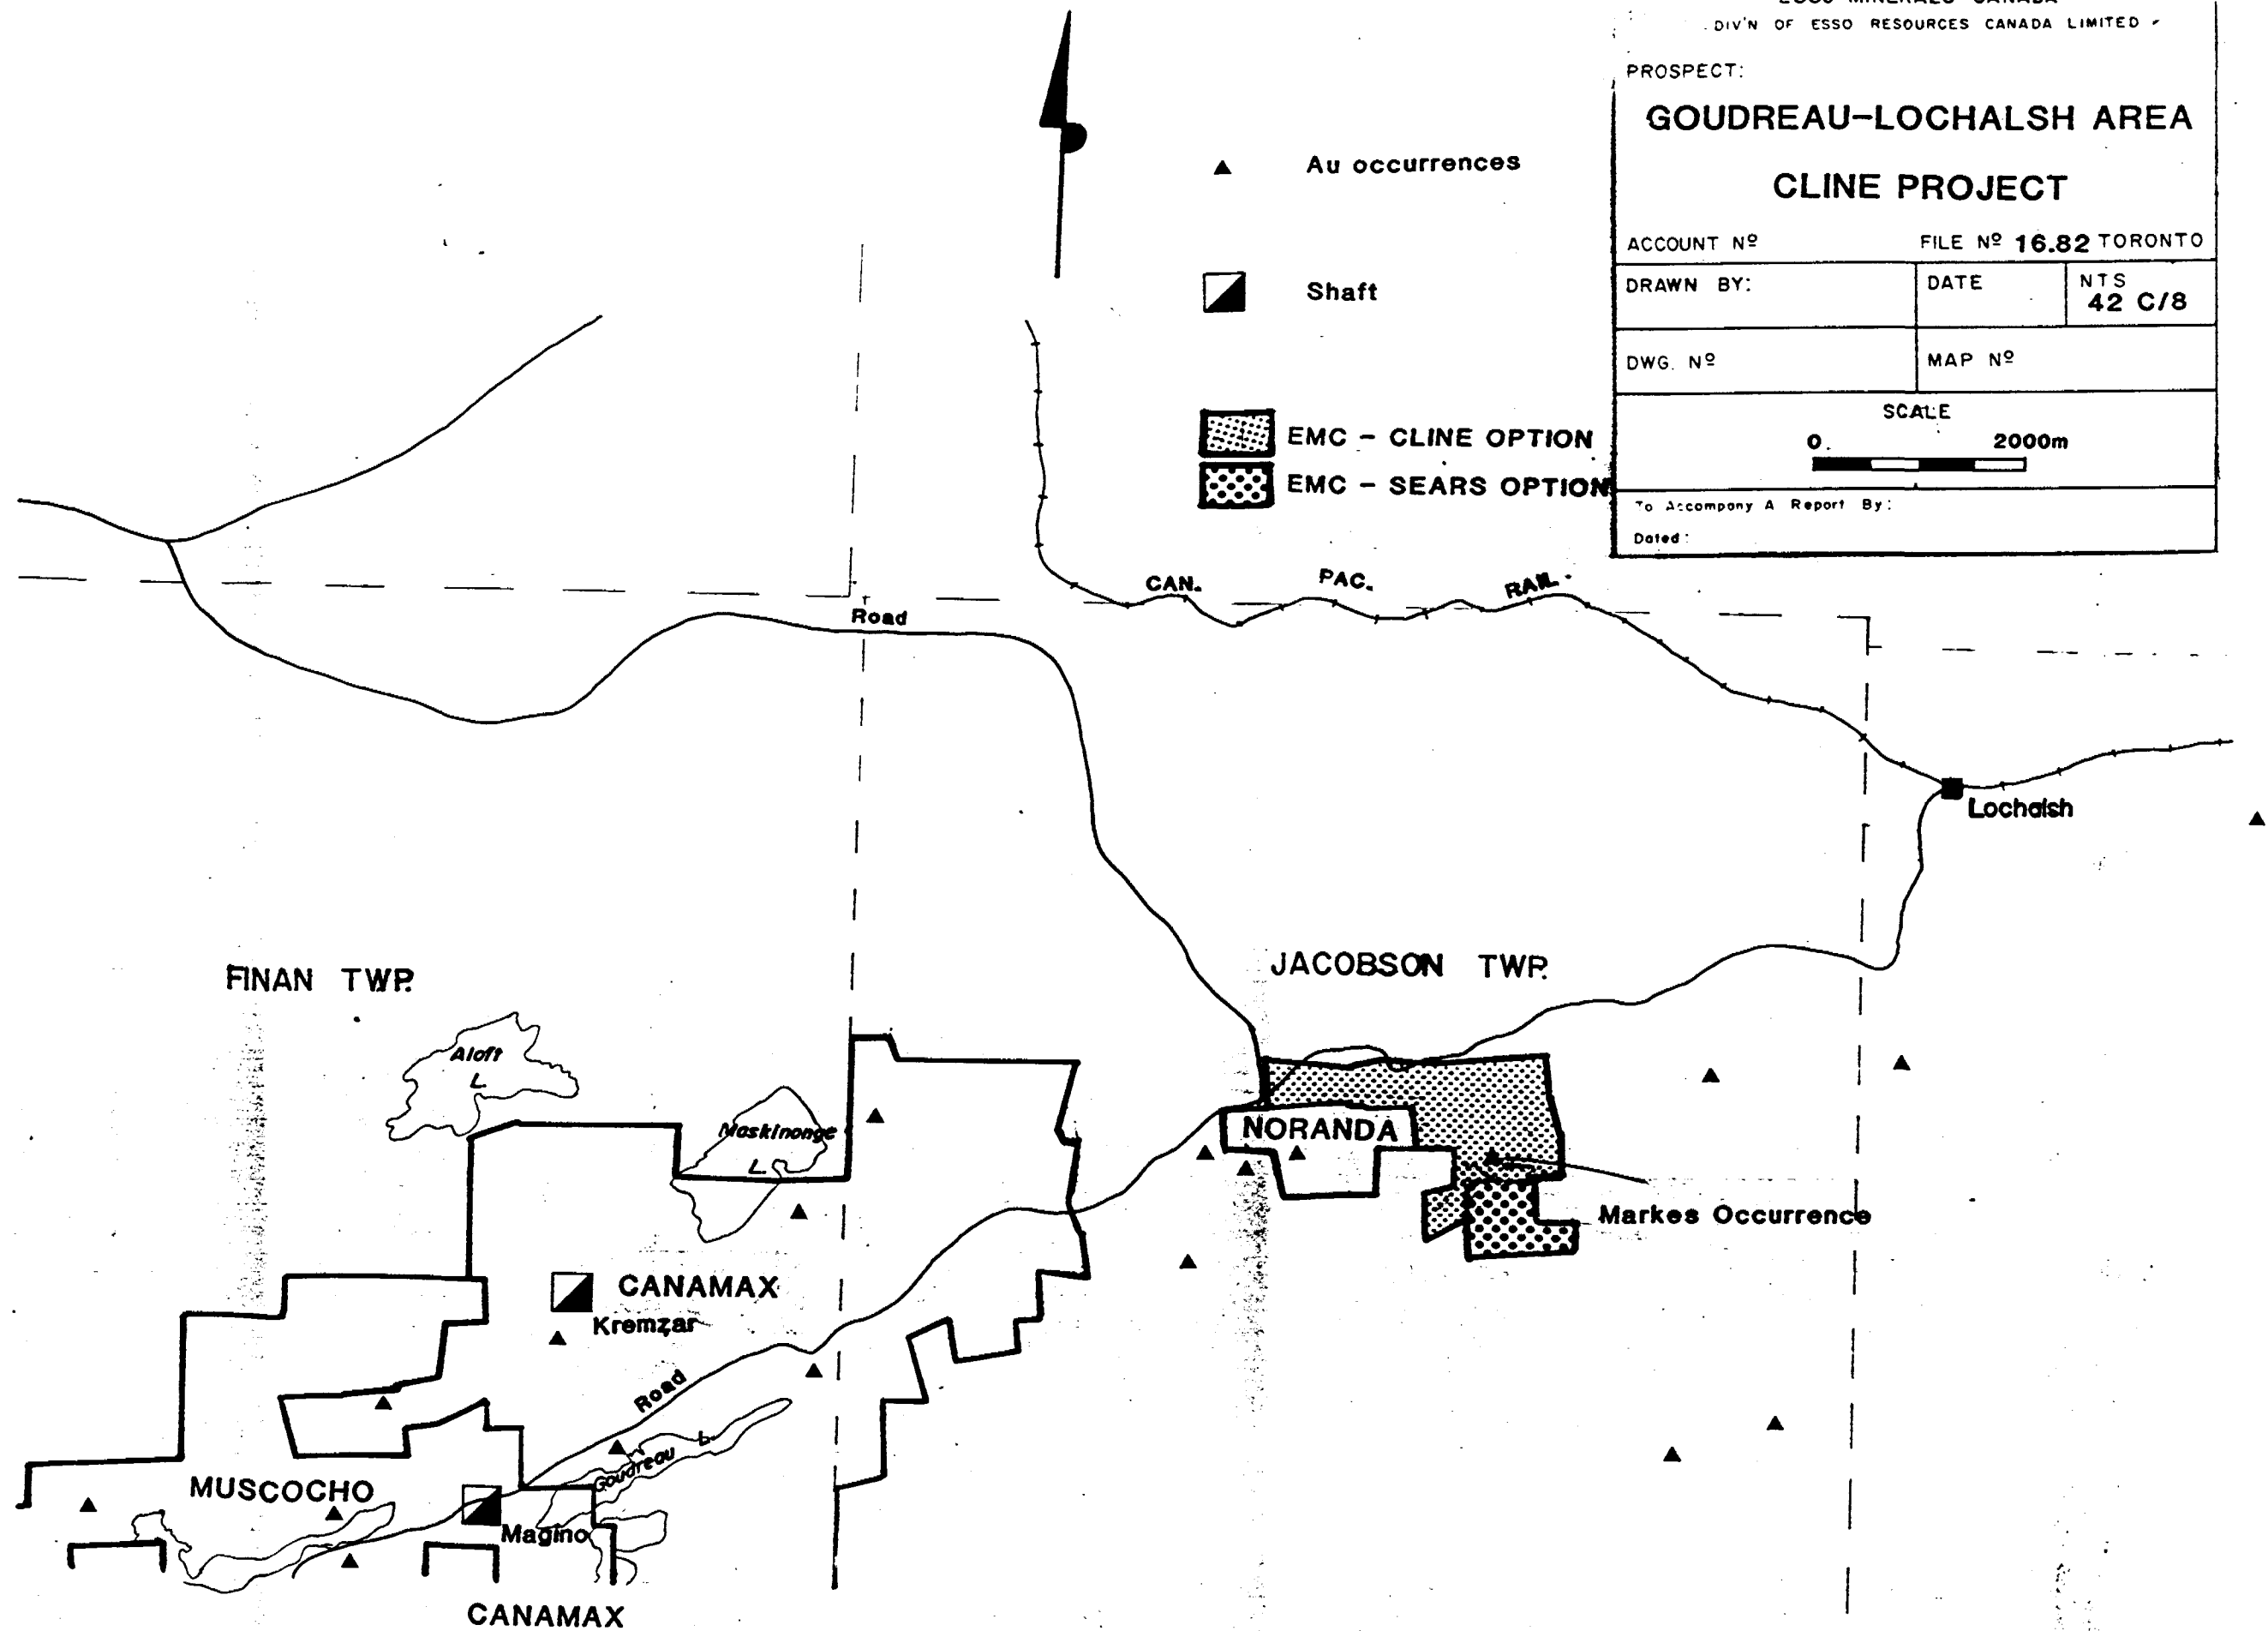 DIV'N OF ESSO RESOURCES CANADA LIMITED
PROSPECT:
GOUDREAU-LOCHALSH AREA
CLINE PROJECT
ACCOUNT Nº
FILE Nº 16.82 TORONTO
DRAWN BY:
DATE
NTS
42 C/8
DWG. Nº
MAP Nº
SCALE
0
2000m
To Accompany A Report By:
Dated:
Au occurrences
Shaft
EMC - CLINE OPTION
EMC - SEARS OPTION
CAN. PAC. RAIL.
Road
Lochalsh
FINAN TWP.
JACOBSON TWP.
Aloft
L.
Maskinonge
L.
NORANDA
Markes Occurrence
CANAMAX
Kremzar
Road
Goudreau L.
MUSCOCHO
Magino
CANAMAX